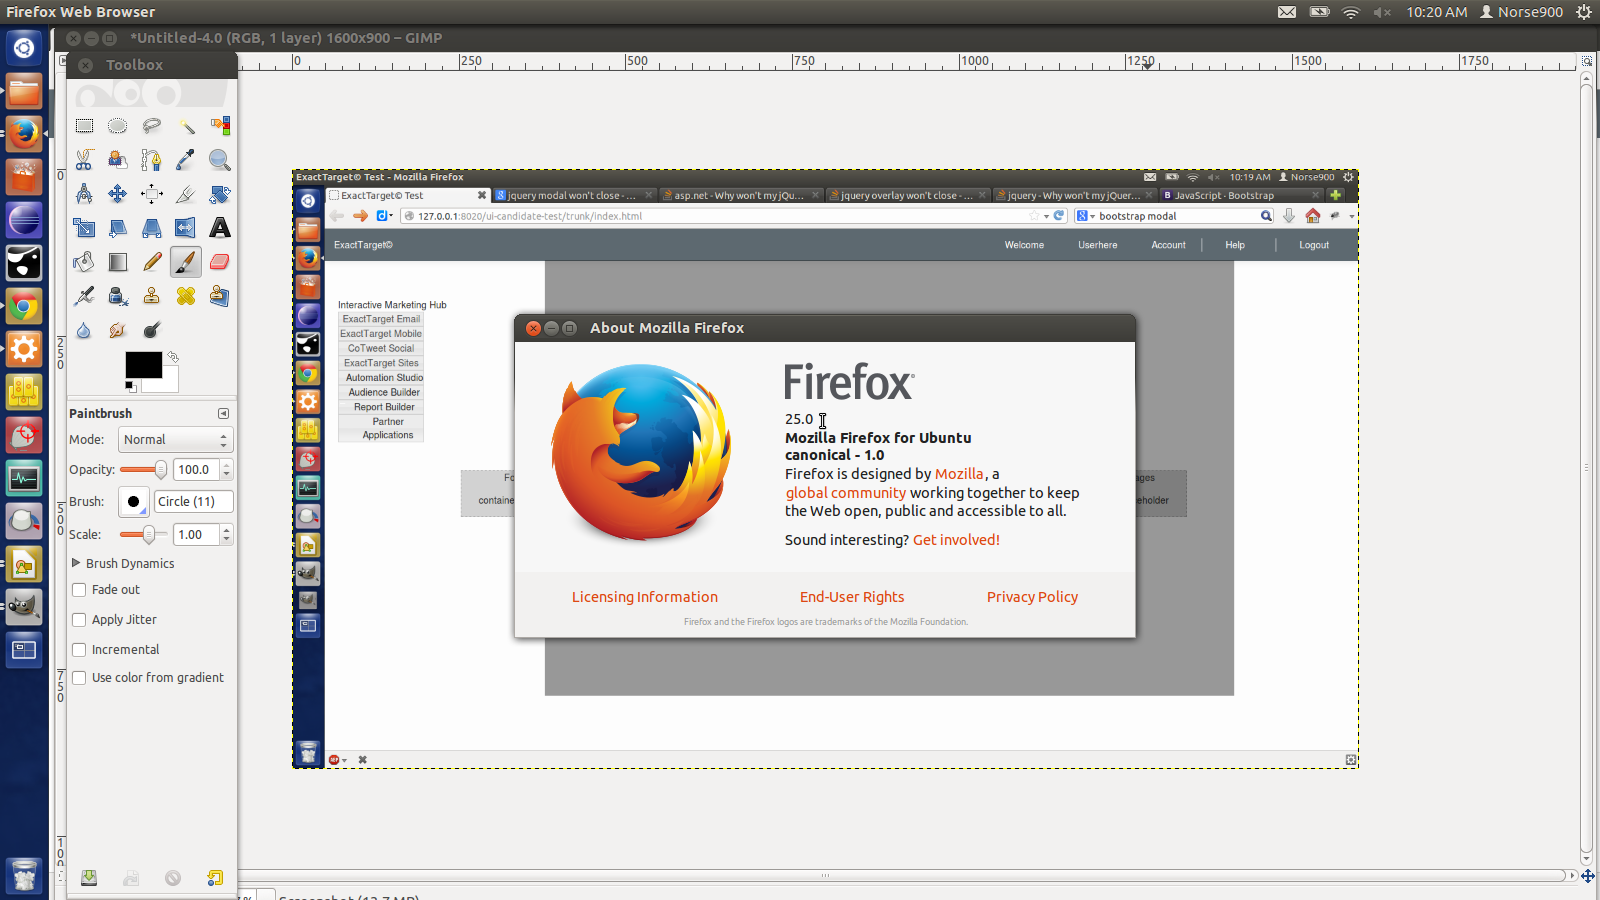 Firefox Web Browser
10:20 AM Norse900
*Untitled-4.0 (RGB, 1 layer) 1600x900 – GIMP
Toolbox
0 250 500 750 1000 1250 1500 1750
0
250
500
750
Paintbrush
Mode: Normal
Opacity: 100.0
Brush: Circle (11)
Scale: 1.00
Brush Dynamics
Fade out
Apply Jitter
Incremental
Use color from gradient
ExactTarget© Test - Mozilla Firefox
10:19 AM Norse900
ExactTarget© Test
jquery modal won't close - ...
asp.net - Why won't my jQu...
jquery overlay won't close - ...
jquery - Why won't my jQuer...
JavaScript · Bootstrap
127.0.0.1:8020/ui-candidate-test/trunk/index.html
bootstrap modal
ExactTarget©
Welcome Userhere Account Help Logout
Interactive Marketing Hub
ExactTarget Email
ExactTarget Mobile
CoTweet Social
ExactTarget Sites
Automation Studio
Audience Builder
Report Builder
Partner
Applications
About Mozilla Firefox
Firefox
25.0
Mozilla Firefox for Ubuntu
canonical - 1.0
Firefox is designed by Mozilla, a
global community working together to keep
the Web open, public and accessible to all.
Sound interesting? Get involved!
Licensing Information End-User Rights Privacy Policy
Firefox and the Firefox logos are trademarks of the Mozilla Foundation.